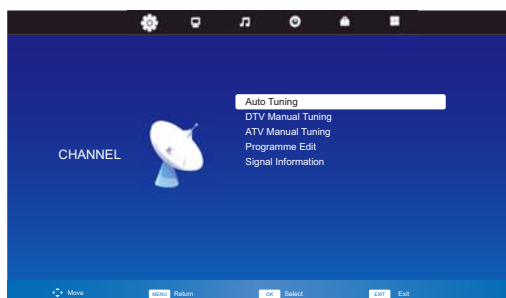 Auto Tuning
DTV Manual Tuning
ATV Manual Tuning
Programme Edit
CHANNEL
Signal Information
Move
MENU Return
OK Select
EXIT Exit